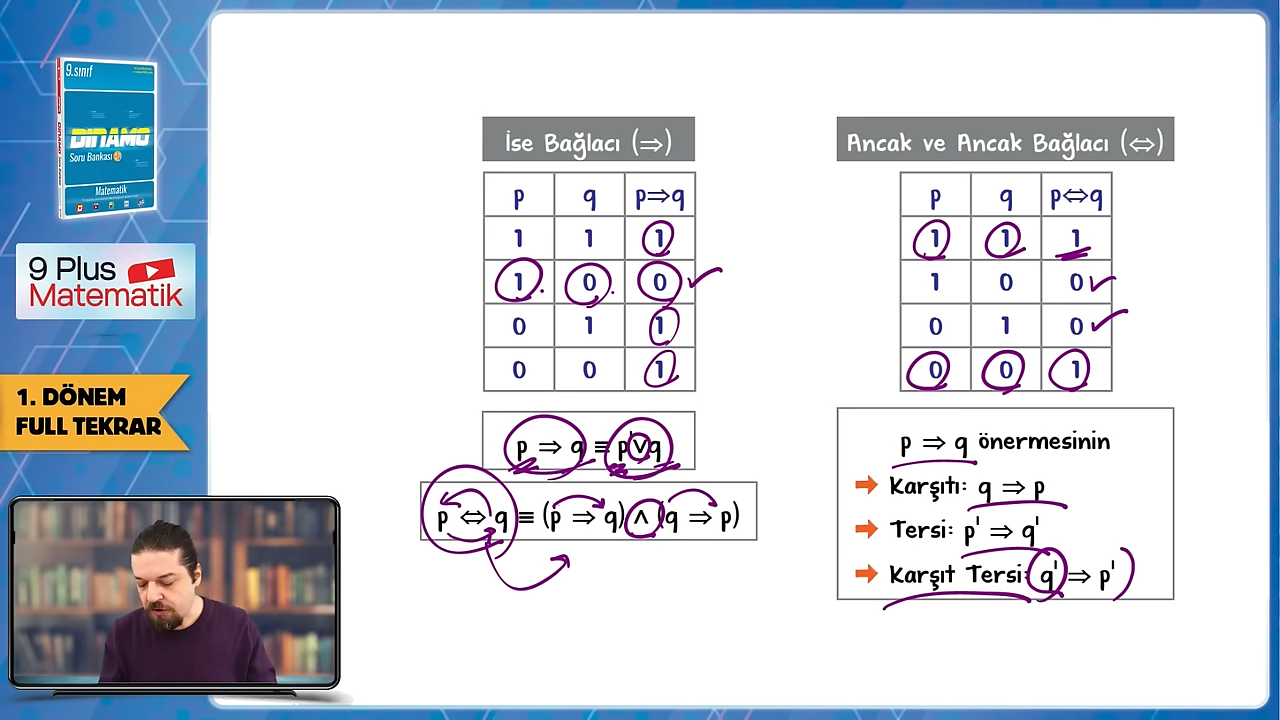 9.sınıf
DİNAMO
Soru Bankası
Matematik
9 Plus
Matematik
1. DÖNEM
FULL TEKRAR
İse Bağlacı (⇒)
p q p⇒q
1 1 1
1 0 0
0 1 1
0 0 1
p ⇒ q ≡ p'∨q
p ⇔ q ≡ (p ⇒ q) ∧ (q ⇒ p)
Ancak ve Ancak Bağlacı (⇔)
p q p⇔q
1 1 1
1 0 0
0 1 0
0 0 1
p ⇒ q önermesinin
Karşıtı: q ⇒ p
Tersi: p' ⇒ q'
Karşıt Tersi: q' ⇒ p'